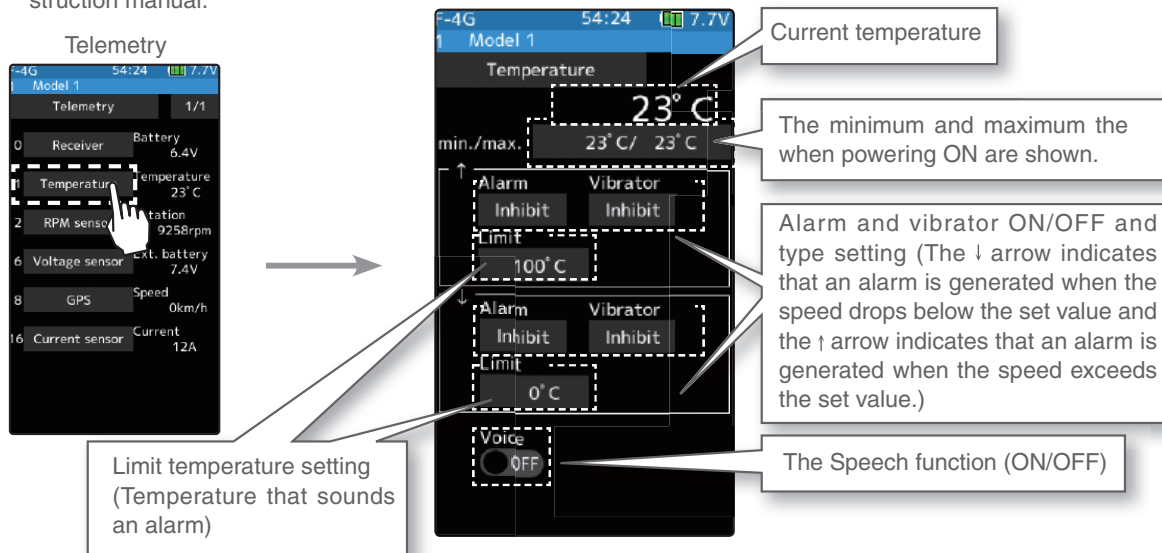 struction manual.
Telemetry
F-4G 54:24 7.7V
1 Model 1
Telemetry 1/1
0 Receiver Battery
6.4V
1 Temperature Temperature
23°C
2 RPM sensor Rotation
9258rpm
6 Voltage sensor Ext. battery
7.4V
8 GPS Speed
0km/h
16 Current sensor Current
12A
F-4G 54:24 7.7V
1 Model 1
Temperature
23°C
min./max. 23°C/ 23°C
↑
Alarm Vibrator
Inhibit Inhibit
Limit
100°C
↓
Alarm Vibrator
Inhibit Inhibit
Limit
0°C
Voice
OFF
Current temperature
The minimum and maximum the
when powering ON are shown.
Alarm and vibrator ON/OFF and
type setting (The ↓ arrow indicates
that an alarm is generated when the
speed drops below the set value and
the ↑ arrow indicates that an alarm is
generated when the speed exceeds
the set value.)
The Speech function (ON/OFF)
Limit temperature setting
(Temperature that sounds
an alarm)